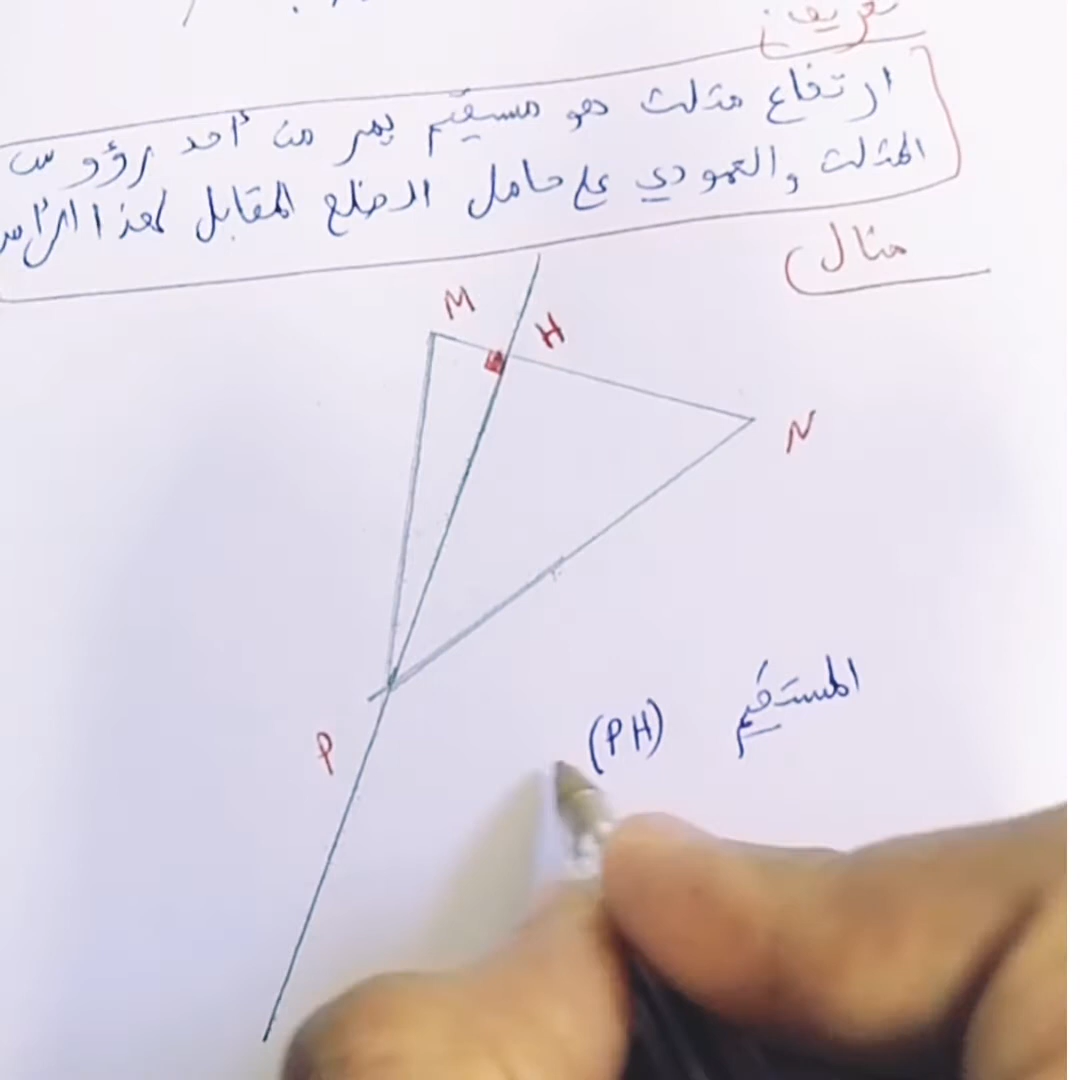 تعريف:
ارتفاع مثلث هو مستقيم يمر من أحد رؤوس
المثلث والعمودي على حامل الضلع المقابل لهذا الرأس
مثال
M
H
N
P
المستقيم (PH)